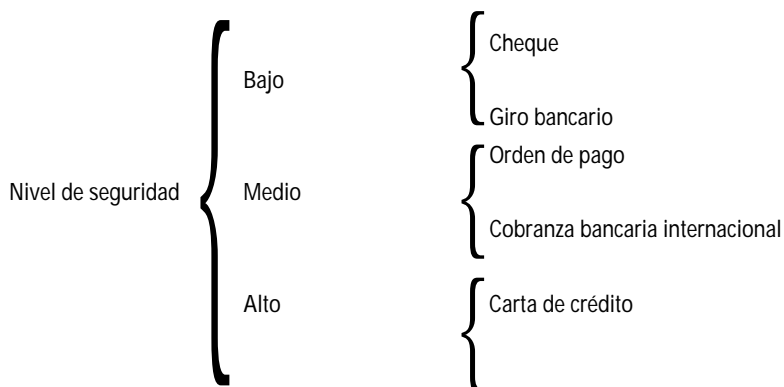 Nivel de seguridad
Bajo
Cheque
Giro bancario
Medio
Orden de pago
Cobranza bancaria internacional
Alto
Carta de crédito